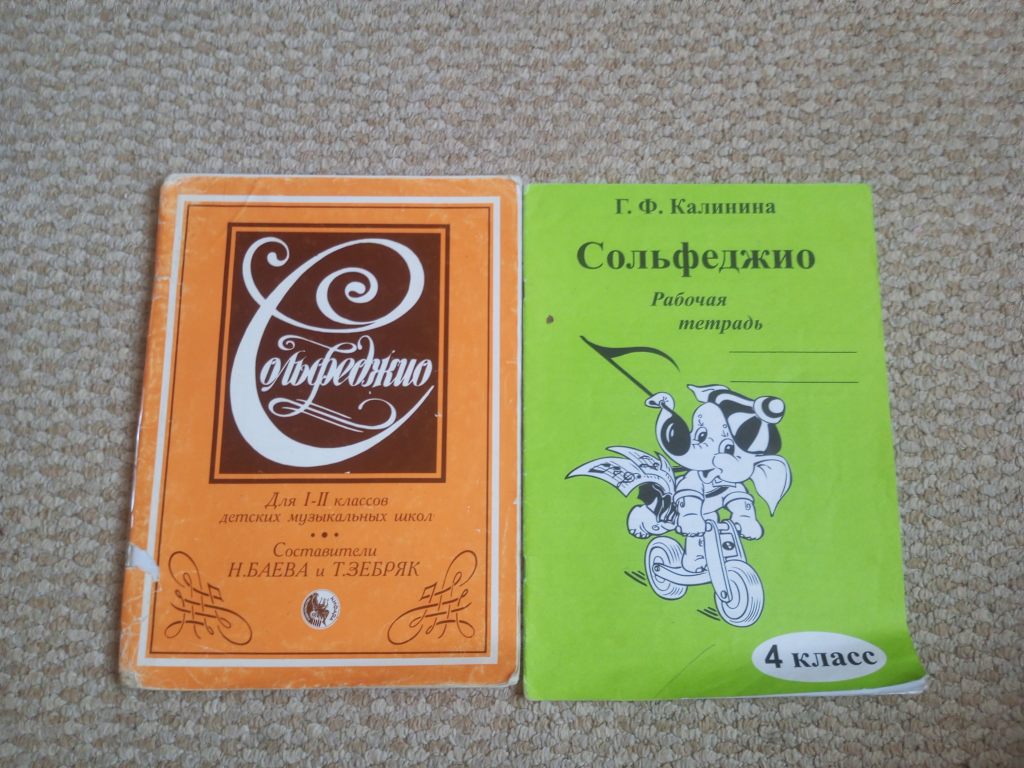 Сольфеджио
Для I-II классов
детских музыкальных школ
Составители
Н.БАЕВА и Т.ЗЕБРЯК
Г. Ф. Калинина
Сольфеджио
Рабочая
тетрадь
4 класс